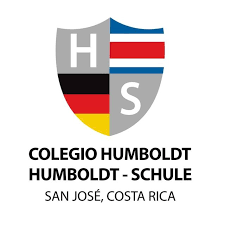 H
S
COLEGIO HUMBOLDT
HUMBOLDT - SCHULE
SAN JOSÉ, COSTA RICA